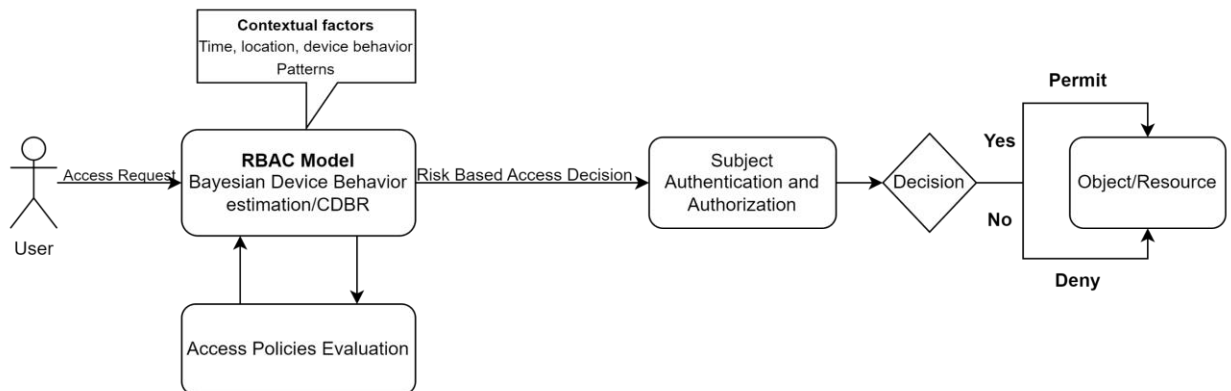 Contextual factors
Time, location, device behavior
Patterns
User
Access Request
RBAC Model
Bayesian Device Behavior
estimation/CDBR
Access Policies Evaluation
Risk Based Access Decision
Subject
Authentication and
Authorization
Decision
Permit
Yes
No
Deny
Object/Resource